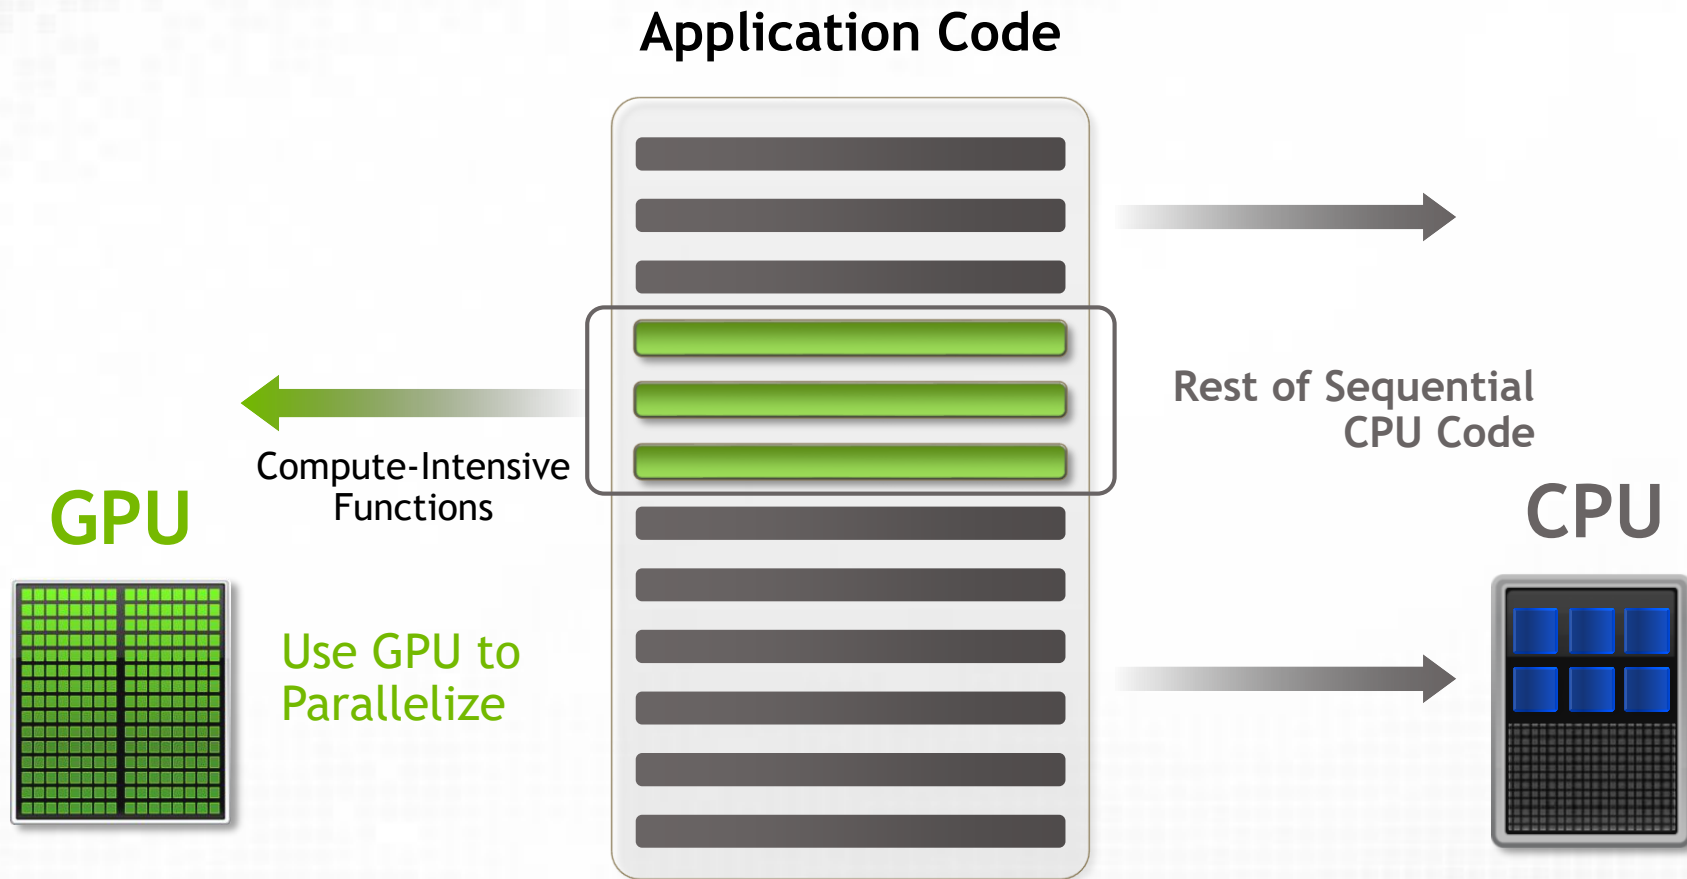 Application Code
Rest of Sequential
CPU Code
Compute-Intensive
Functions
GPU
CPU
Use GPU to
Parallelize